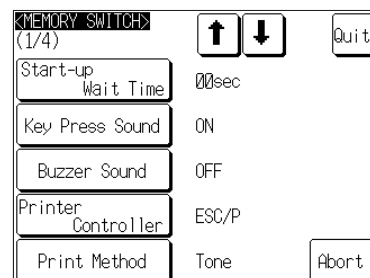 <MEMORY SWITCH>
(1/4)
Quit
Start-up
Wait Time
00sec
Key Press Sound
ON
Buzzer Sound
OFF
Printer
Controller
ESC/P
Print Method
Tone
Abort